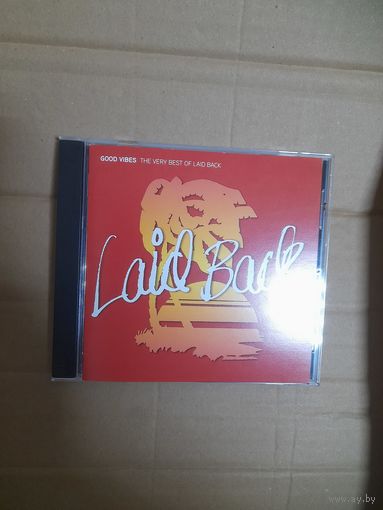 GOOD VIBES THE VERY BEST OF LAID BACK
Laid Back
www.ay.by